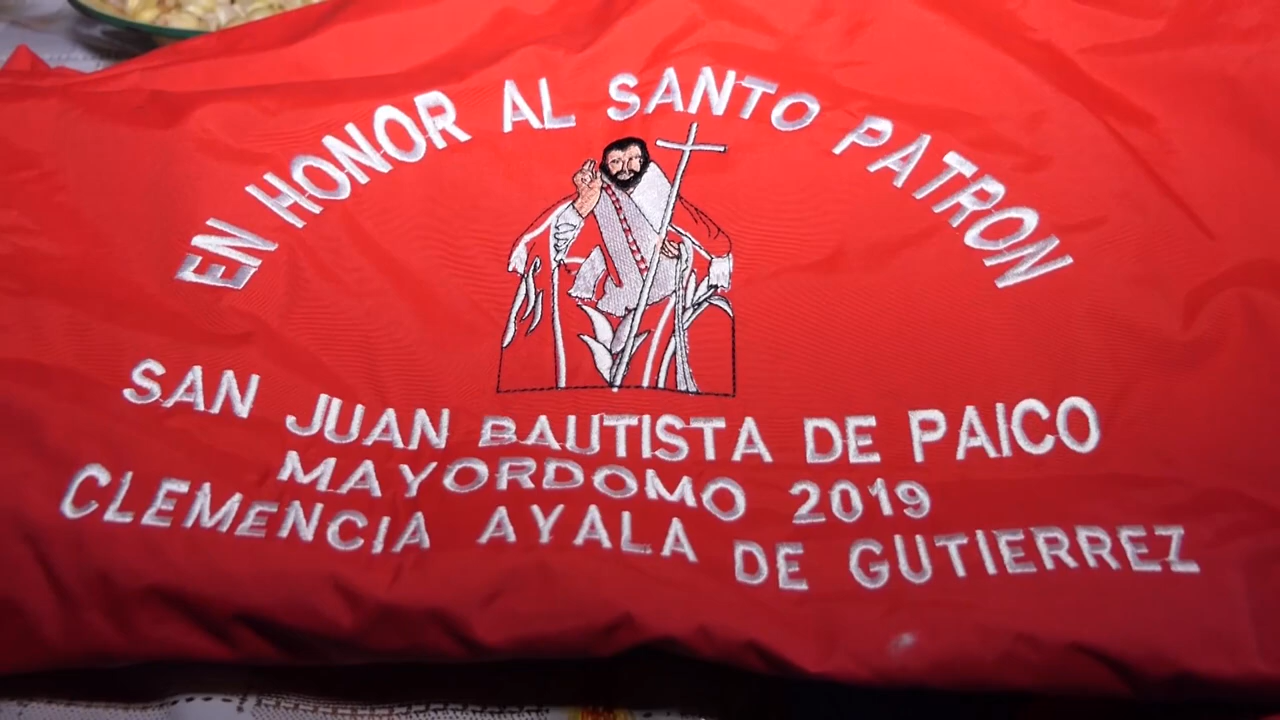 EN HONOR AL SANTO PATRON
SAN JUAN BAUTISTA DE PAICO
MAYORDOMO 2019
CLEMENCIA AYALA DE GUTIERREZ